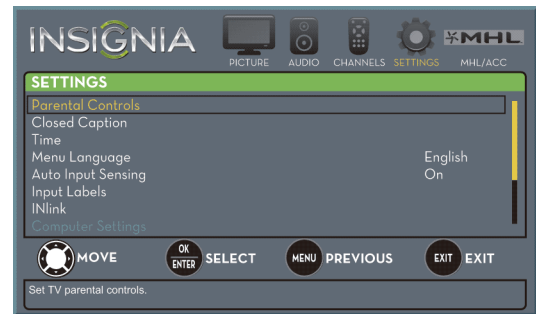 INSIGNIA
PICTURE AUDIO CHANNELS SETTINGS MHL MHL/ACC
SETTINGS
Parental Controls
Closed Caption
Time
Menu Language English
Auto Input Sensing On
Input Labels
INlink
Computer Settings
MOVE OK ENTER SELECT MENU PREVIOUS EXIT EXIT
Set TV parental controls.